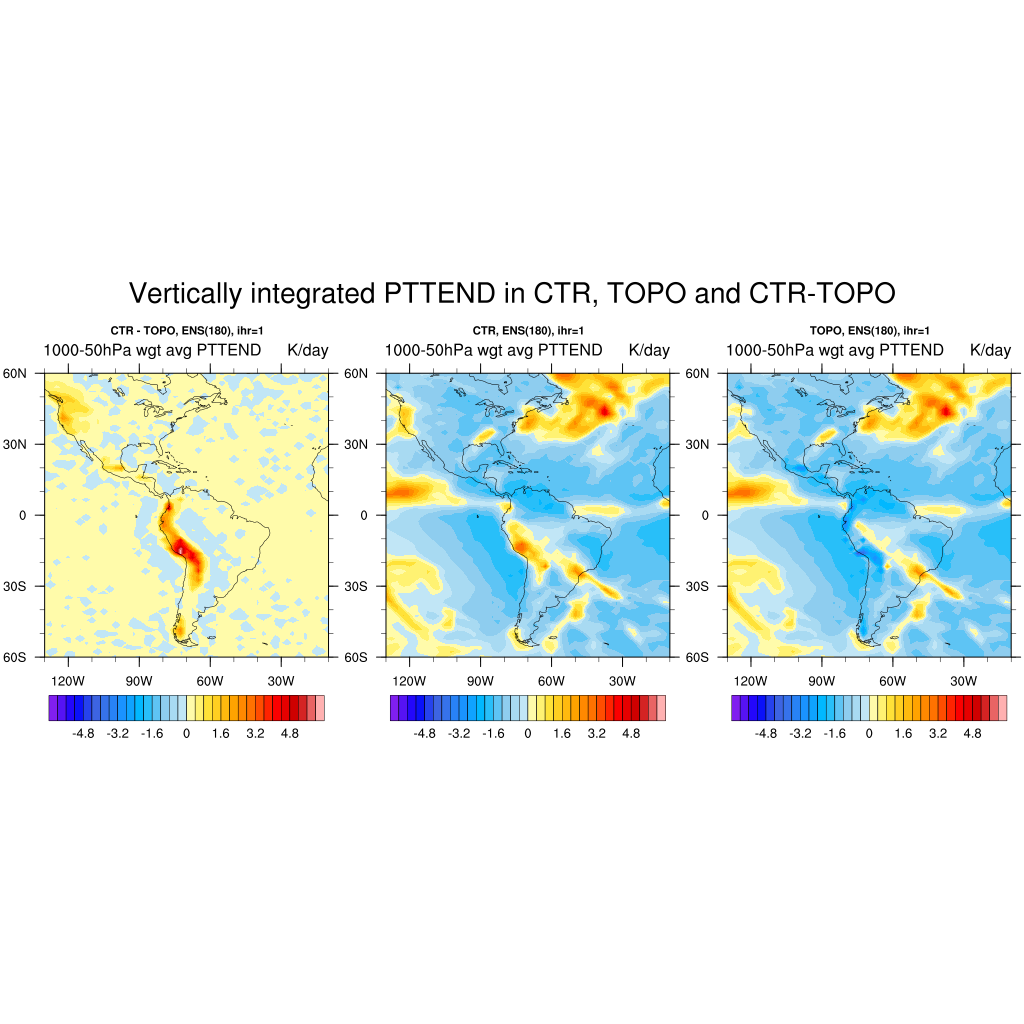 Vertically integrated PTTEND in CTR, TOPO and CTR-TOPO
CTR - TOPO, ENS(180), ihr=1
1000-50hPa wgt avg PTTEND K/day
60N
30N
0
30S
60S
120W 90W 60W 30W
-4.8 -3.2 -1.6 0 1.6 3.2 4.8
CTR, ENS(180), ihr=1
1000-50hPa wgt avg PTTEND K/day
60N
30N
0
30S
60S
120W 90W 60W 30W
-4.8 -3.2 -1.6 0 1.6 3.2 4.8
TOPO, ENS(180), ihr=1
1000-50hPa wgt avg PTTEND K/day
60N
30N
0
30S
60S
120W 90W 60W 30W
-4.8 -3.2 -1.6 0 1.6 3.2 4.8